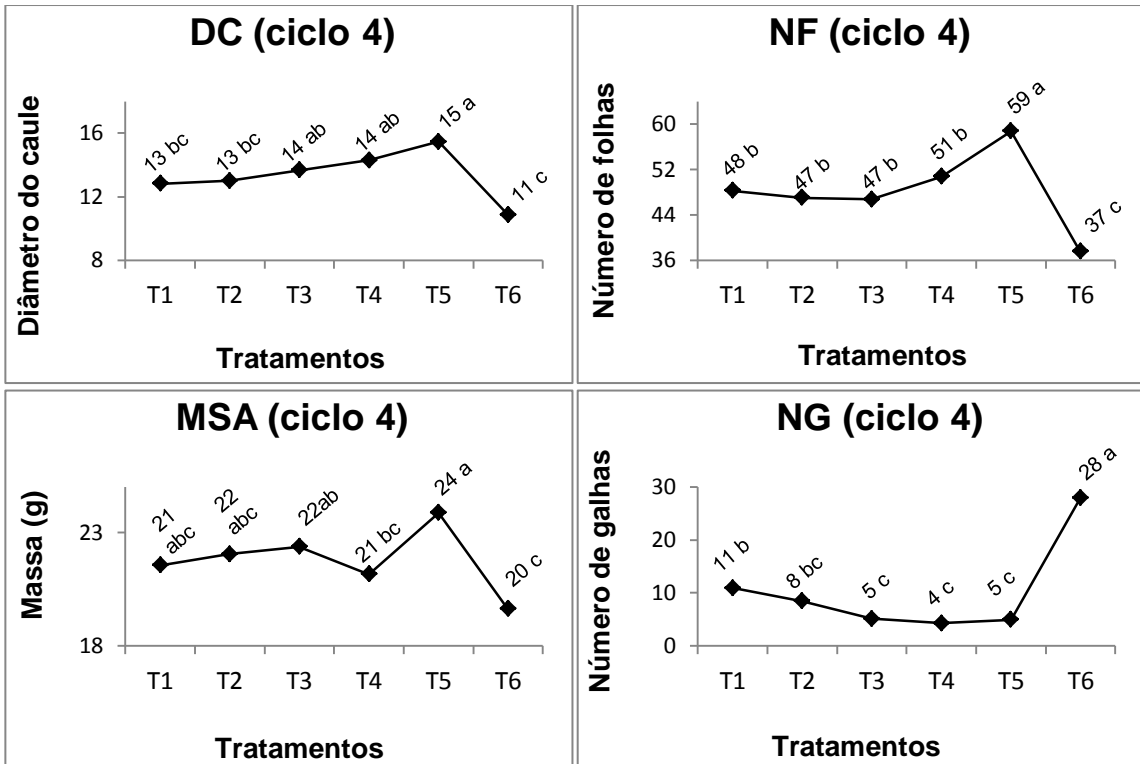 DC (ciclo 4)
Diâmetro do caule
16
12
8
13 bc
13 bc
14 ab
14 ab
15 a
11 c
T1 T2 T3 T4 T5 T6
Tratamentos
NF (ciclo 4)
Número de folhas
60
52
44
36
48 b
47 b
47 b
51 b
59 a
37 c
T1 T2 T3 T4 T5 T6
Tratamentos
MSA (ciclo 4)
Massa (g)
23
18
21
abc
22
abc
22ab
21 bc
24 a
20 c
T1 T2 T3 T4 T5 T6
Tratamentos
NG (ciclo 4)
Número de galhas
30
20
10
0
11 b
8 bc
5 c
4 c
5 c
28 a
T1 T2 T3 T4 T5 T6
Tratamentos